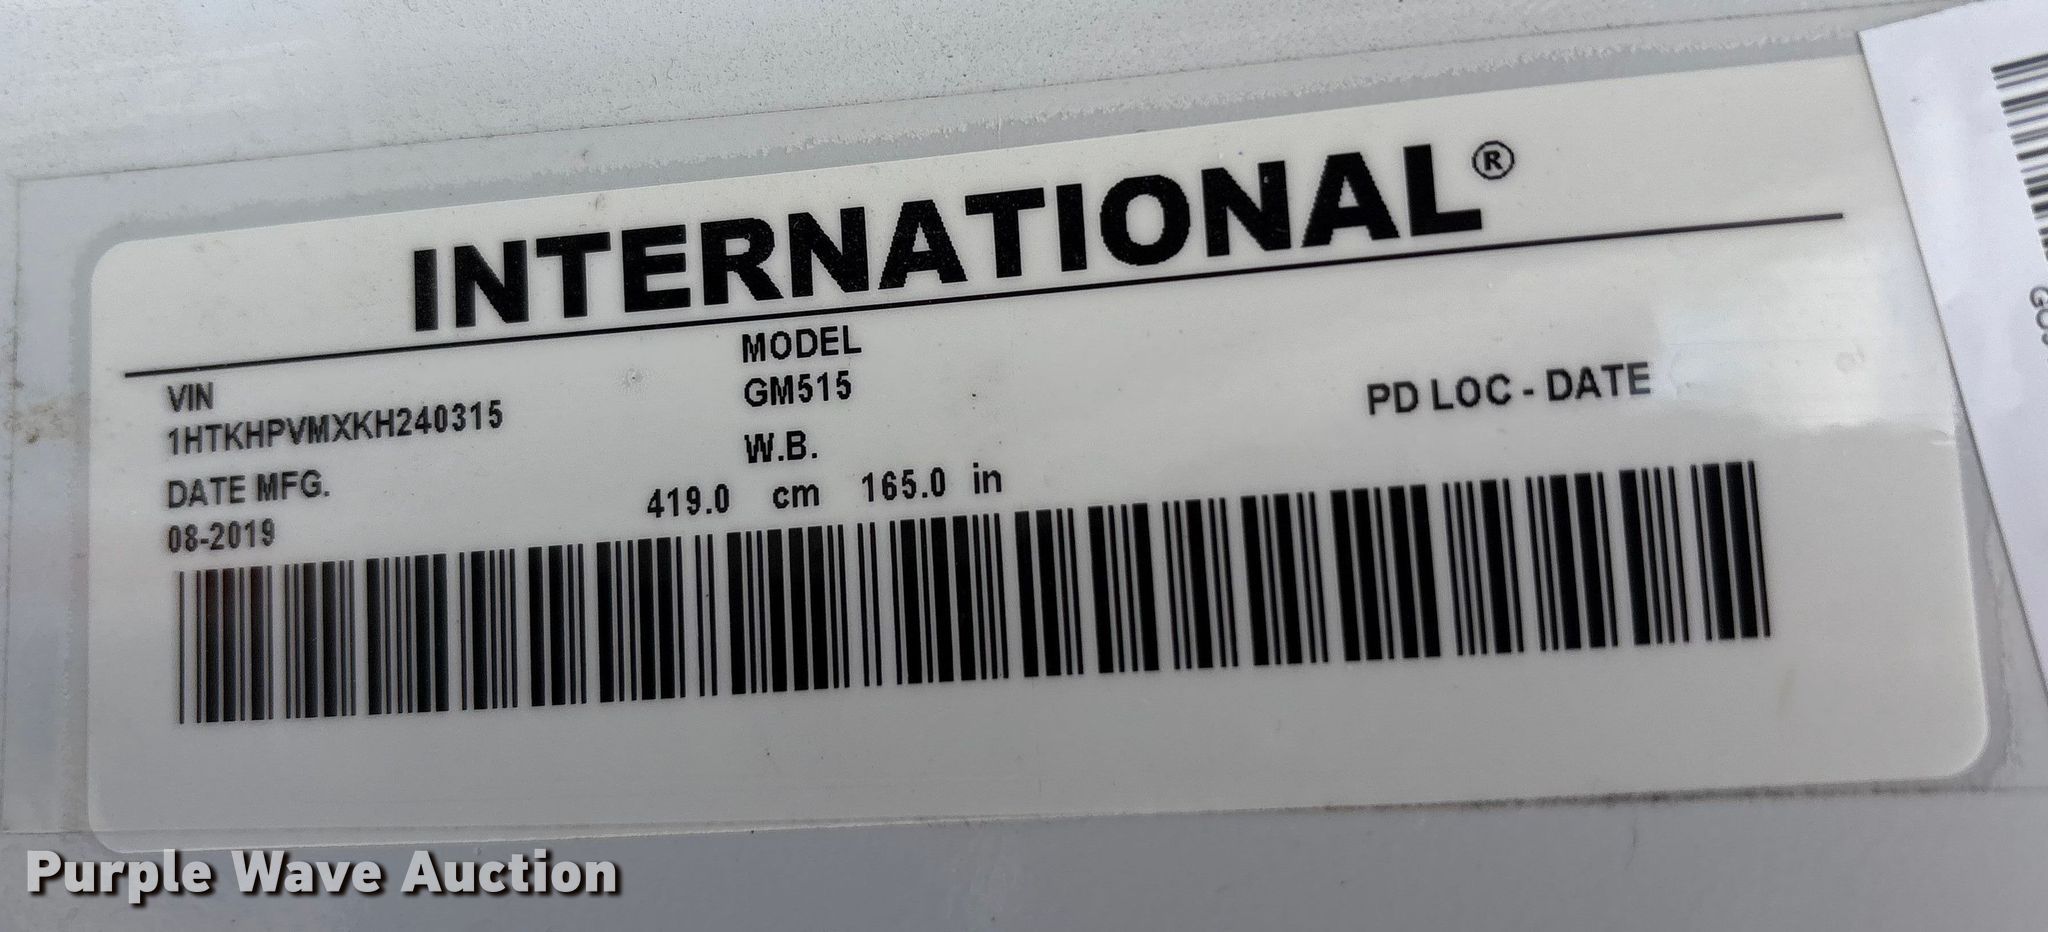 INTERNATIONAL®
VIN
1HTKHPVMXKH240315
DATE MFG.
08-2019
MODEL
GM515
W.B.
419.0 cm 165.0 in
PD LOC - DATE
Purple Wave Auction